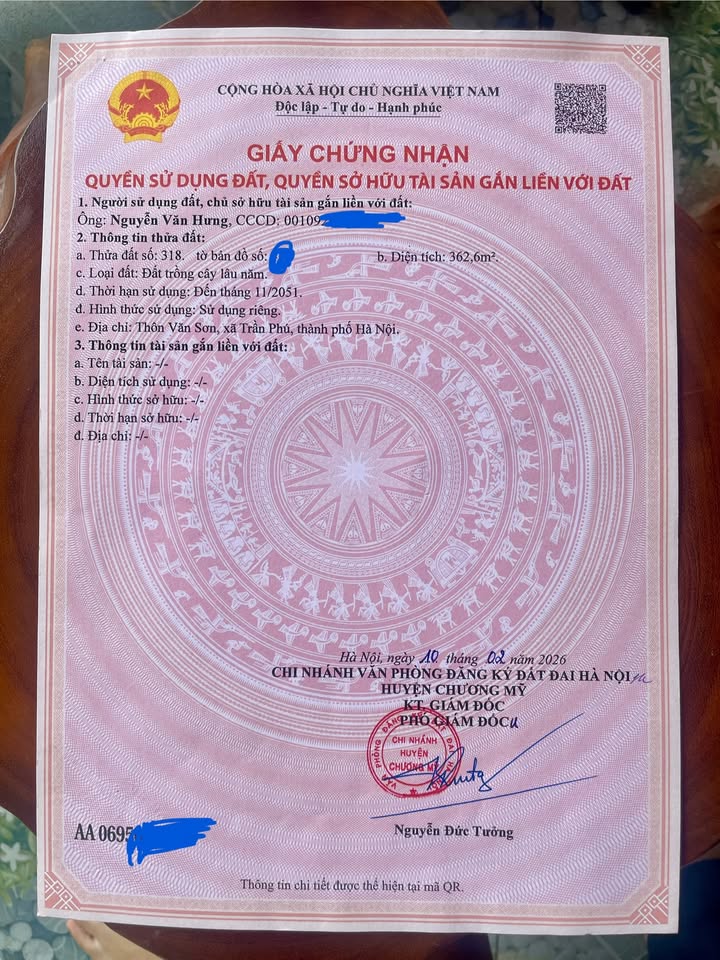 CỘNG HÒA XÃ HỘI CHỦ NGHĨA VIỆT NAM
Độc lập - Tự do - Hạnh phúc
GIẤY CHỨNG NHẬN
QUYỀN SỬ DỤNG ĐẤT, QUYỀN SỞ HỮU TÀI SẢN GẮN LIỀN VỚI ĐẤT
1. Người sử dụng đất, chủ sở hữu tài sản gắn liền với đất:
Ông: Nguyễn Văn Hưng, CCCD: 00109
2. Thông tin thửa đất:
a. Thửa đất số: 318. tờ bản đồ số: b. Diện tích: 362,6m².
c. Loại đất: Đất trồng cây lâu năm.
d. Thời hạn sử dụng: Đến tháng 11/2051.
đ. Hình thức sử dụng: Sử dụng riêng.
e. Địa chỉ: Thôn Văn Sơn, xã Trần Phú, thành phố Hà Nội.
3. Thông tin tài sản gắn liền với đất:
a. Tên tài sản: -/-
b. Diện tích sử dụng: -/-
c. Hình thức sở hữu: -/-
d. Thời hạn sở hữu: -/-
đ. Địa chỉ: -/-
Hà Nội, ngày 10 tháng 02 năm 2026
CHI NHÁNH VĂN PHÒNG ĐĂNG KÝ ĐẤT ĐAI HÀ NỘI
HUYỆN CHƯƠNG MỸ
KT. GIÁM ĐỐC
PHÓ GIÁM ĐỐC
CHI NHÁNH
HUYỆN
CHƯƠNG MỸ
Nguyễn Đức Tưởng
AA 0695
Thông tin chi tiết được thể hiện tại mã QR.